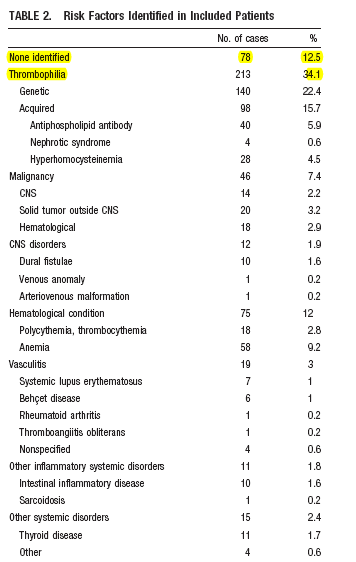 TABLE 2. Risk Factors Identified in Included Patients
No. of cases %
None identified 78 12.5
Thrombophilia 213 34.1
Genetic 140 22.4
Acquired 98 15.7
Antiphospholipid antibody 40 5.9
Nephrotic syndrome 4 0.6
Hyperhomocysteinemia 28 4.5
Malignancy 46 7.4
CNS 14 2.2
Solid tumor outside CNS 20 3.2
Hematological 18 2.9
CNS disorders 12 1.9
Dural fistulae 10 1.6
Venous anomaly 1 0.2
Arteriovenous malformation 1 0.2
Hematological condition 75 12
Polycythemia, thrombocythemia 18 2.8
Anemia 58 9.2
Vasculitis 19 3
Systemic lupus erythematosus 7 1
Behçet disease 6 1
Rheumatoid arthritis 1 0.2
Thromboangiitis obliterans 1 0.2
Nonspecified 4 0.6
Other inflammatory systemic disorders 11 1.8
Intestinal inflammatory disease 10 1.6
Sarcoidosis 1 0.2
Other systemic disorders 15 2.4
Thyroid disease 11 1.7
Other 4 0.6